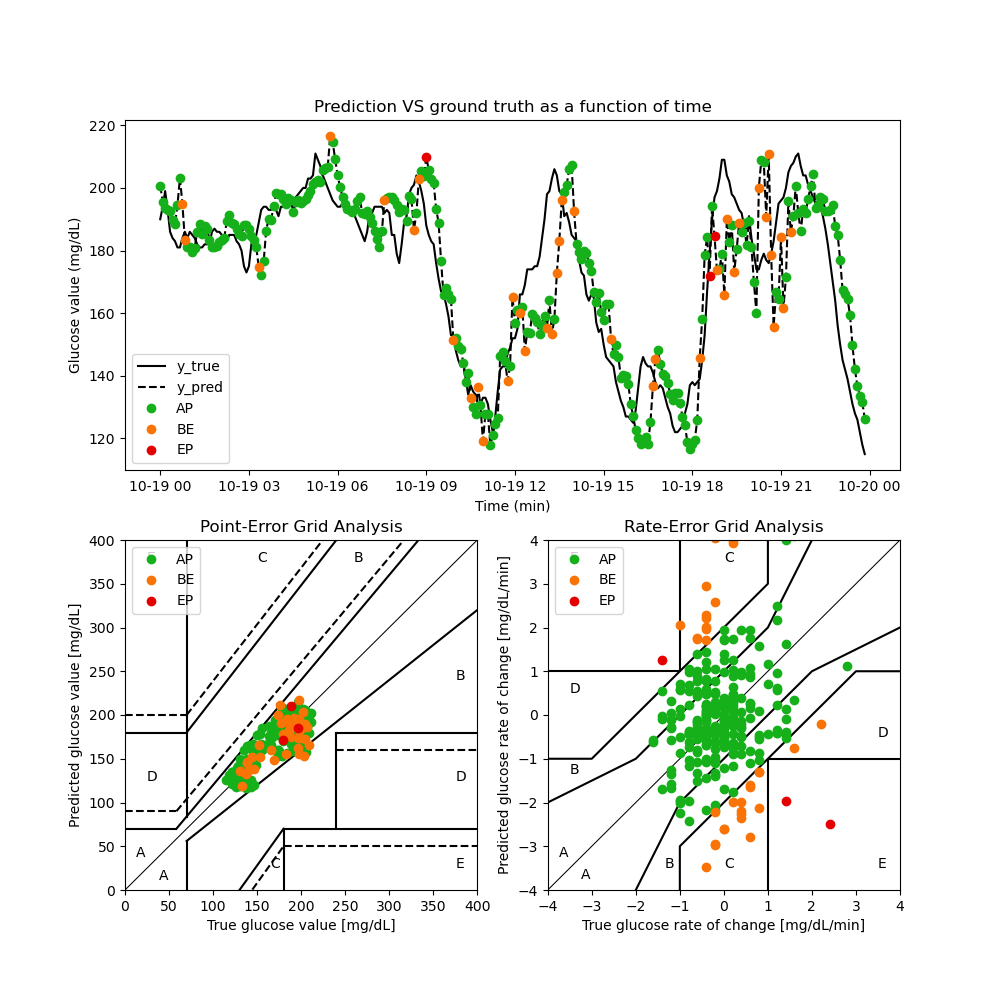 Prediction VS ground truth as a function of time
Glucose value (mg/dL)
220
200
180
160
140
120
y_true
y_pred
AP
BE
EP
10-19 00 10-19 03 10-19 06 10-19 09 10-19 12 10-19 15 10-19 18 10-19 21 10-20 00
Time (min)
Point-Error Grid Analysis
Predicted glucose value [mg/dL]
400
350
300
250
200
150
100
50
0
AP
BE
EP
C
B
B
D
D
A
A
C
E
0 50 100 150 200 250 300 350 400
True glucose value [mg/dL]
Rate-Error Grid Analysis
Predicted glucose rate of change [mg/dL/min]
4
3
2
1
0
−1
−2
−3
−4
AP
BE
EP
C
D
D
B
A
A
B
C
E
−4 −3 −2 −1 0 1 2 3 4
True glucose rate of change [mg/dL/min]